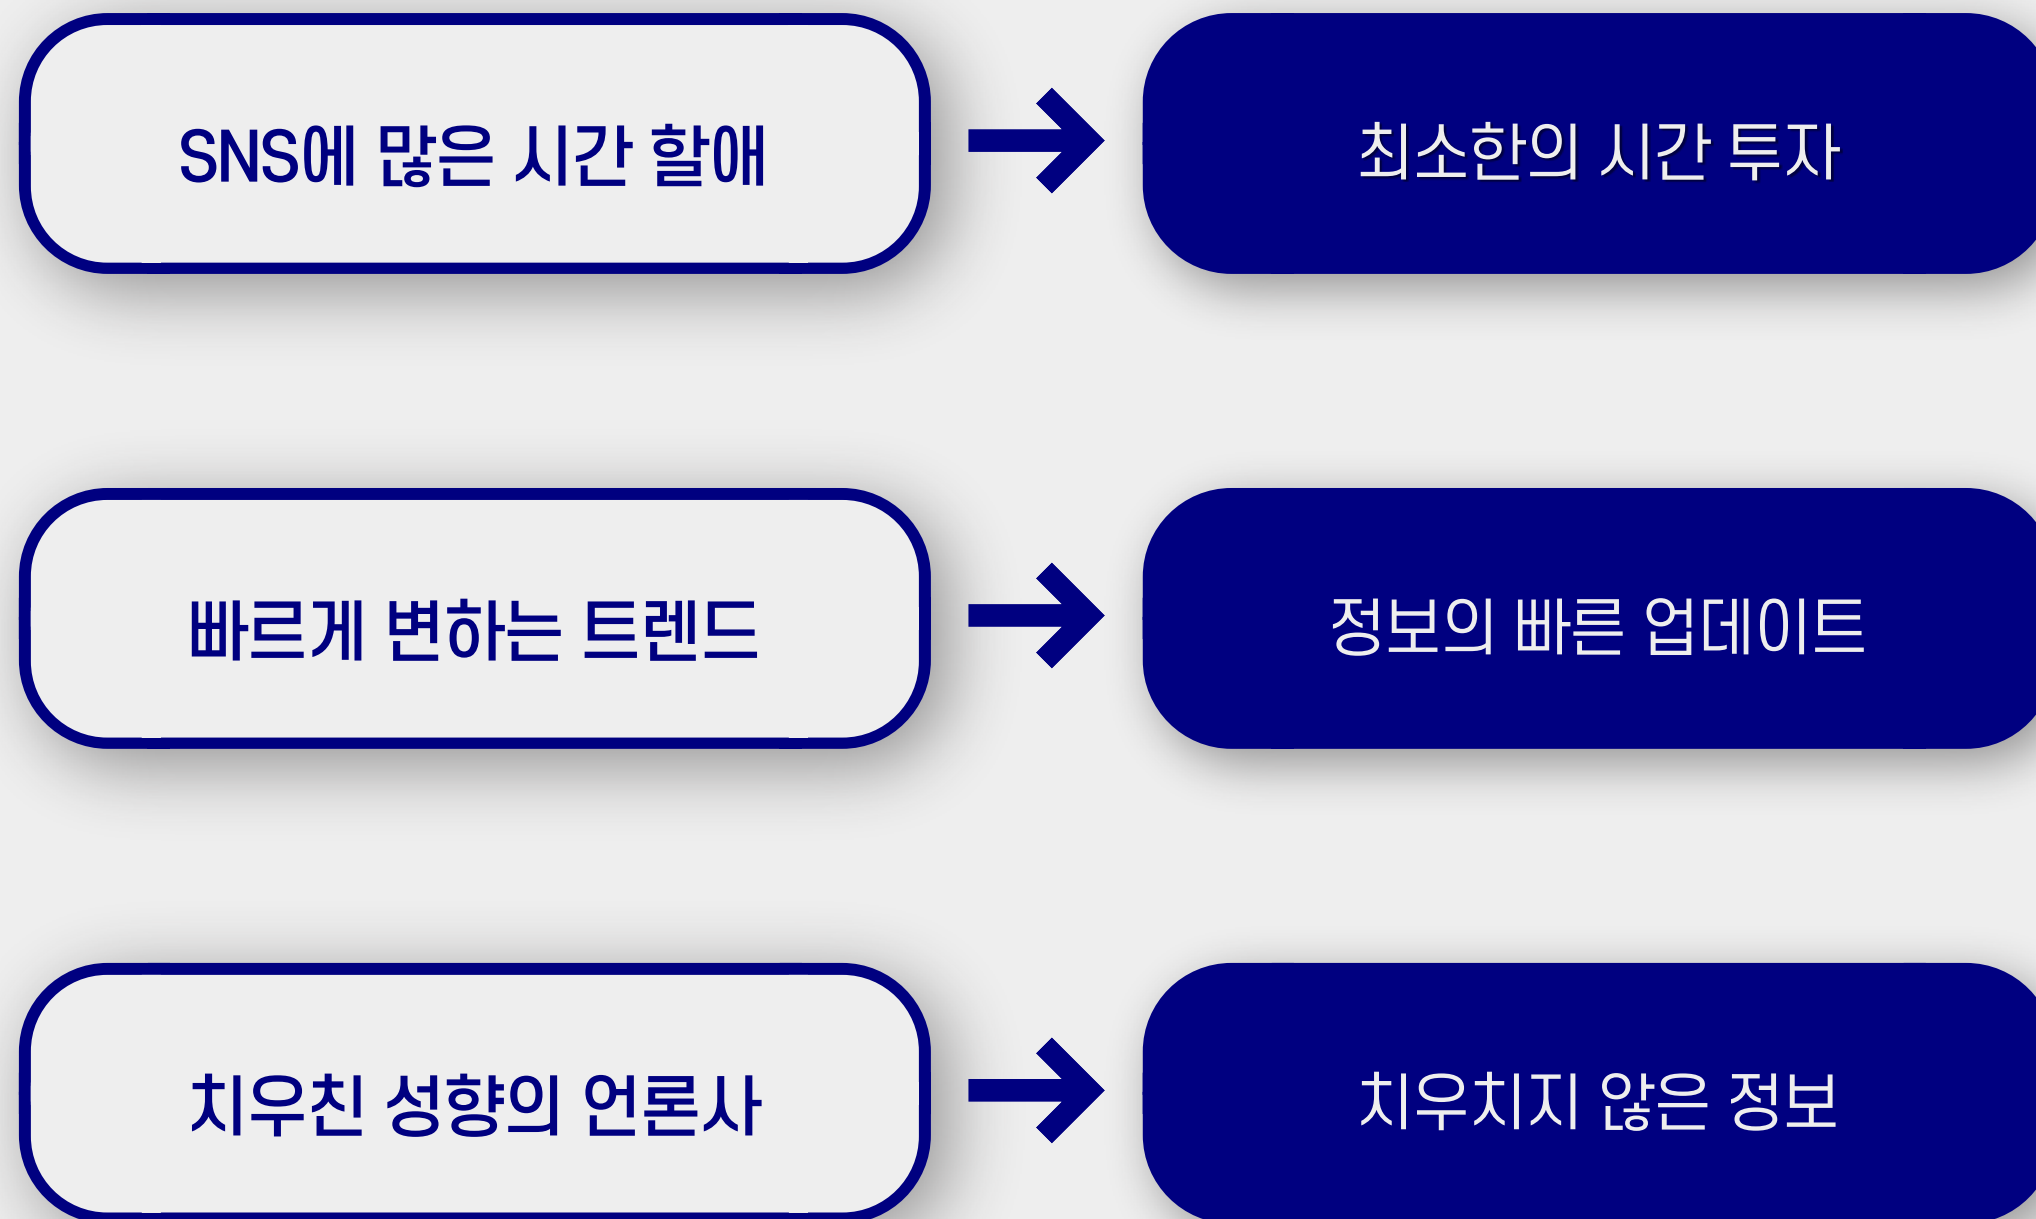 SNS에 많은 시간 할애
최소한의 시간 투자
빠르게 변하는 트렌드
정보의 빠른 업데이트
치우친 성향의 언론사
치우치지 않은 정보